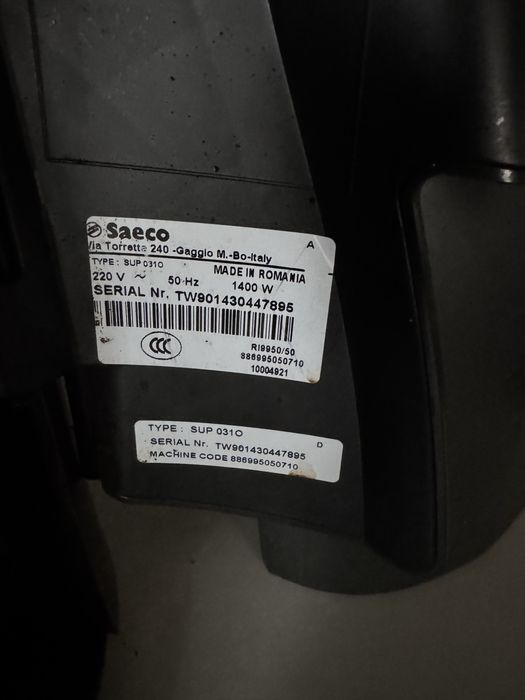 Saeco
A
Via Torretta 240 -Gaggio M.-Bo-Italy
TYPE : SUP 031O MADE IN ROMANIA
220 V ~ 50 Hz 1400 W
SERIAL Nr. TW901430447895
CCC
RI9950/50
886995050710
10004921
TYPE : SUP 031O
D
SERIAL Nr. TW901430447895
MACHINE CODE 886995050710